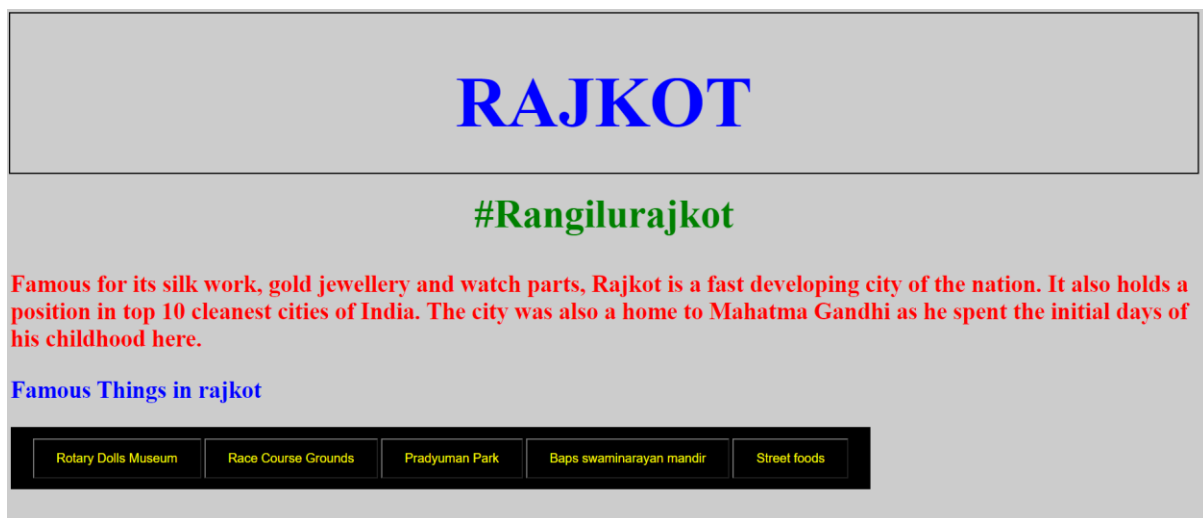 RAJKOT
#Rangilurajkot
Famous for its silk work, gold jewellery and watch parts, Rajkot is a fast developing city of the nation. It also holds a
position in top 10 cleanest cities of India. The city was also a home to Mahatma Gandhi as he spent the initial days of
his childhood here.
Famous Things in rajkot
Rotary Dolls Museum Race Course Grounds Pradyuman Park Baps swaminarayan mandir Street foods